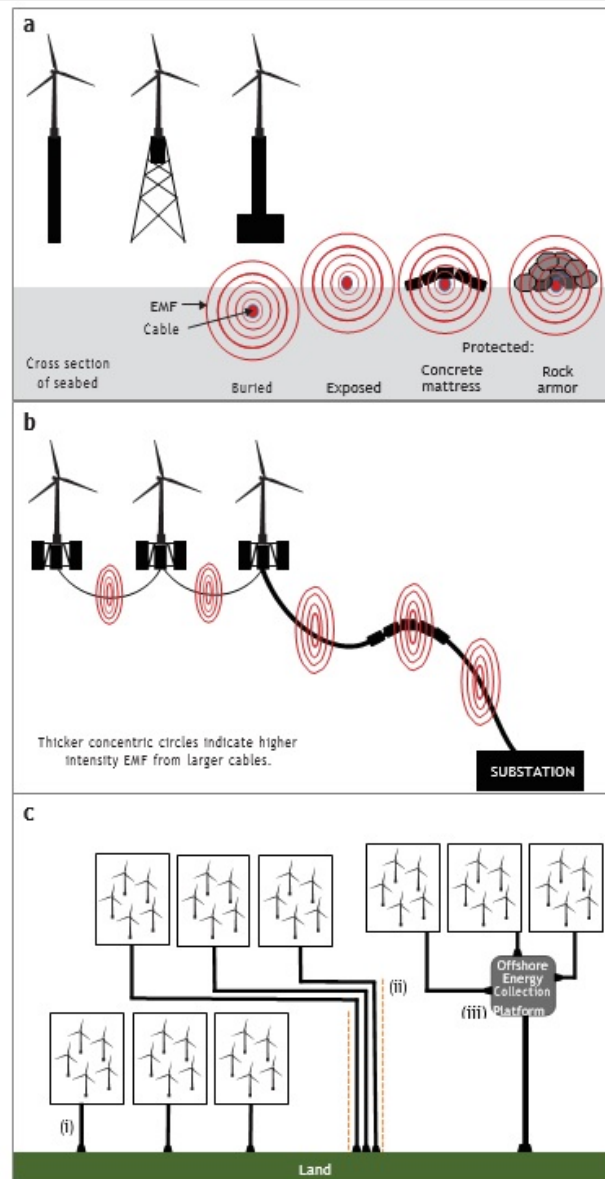 a
EMF
Cable
Cross section
of seabed
Buried
Exposed
Protected:
Concrete
mattress
Rock
armor
b
Thicker concentric circles indicate higher
intensity EMF from larger cables.
SUBSTATION
c
(i)
(ii)
Offshore
Energy
Collection
(iii) Platform
Land